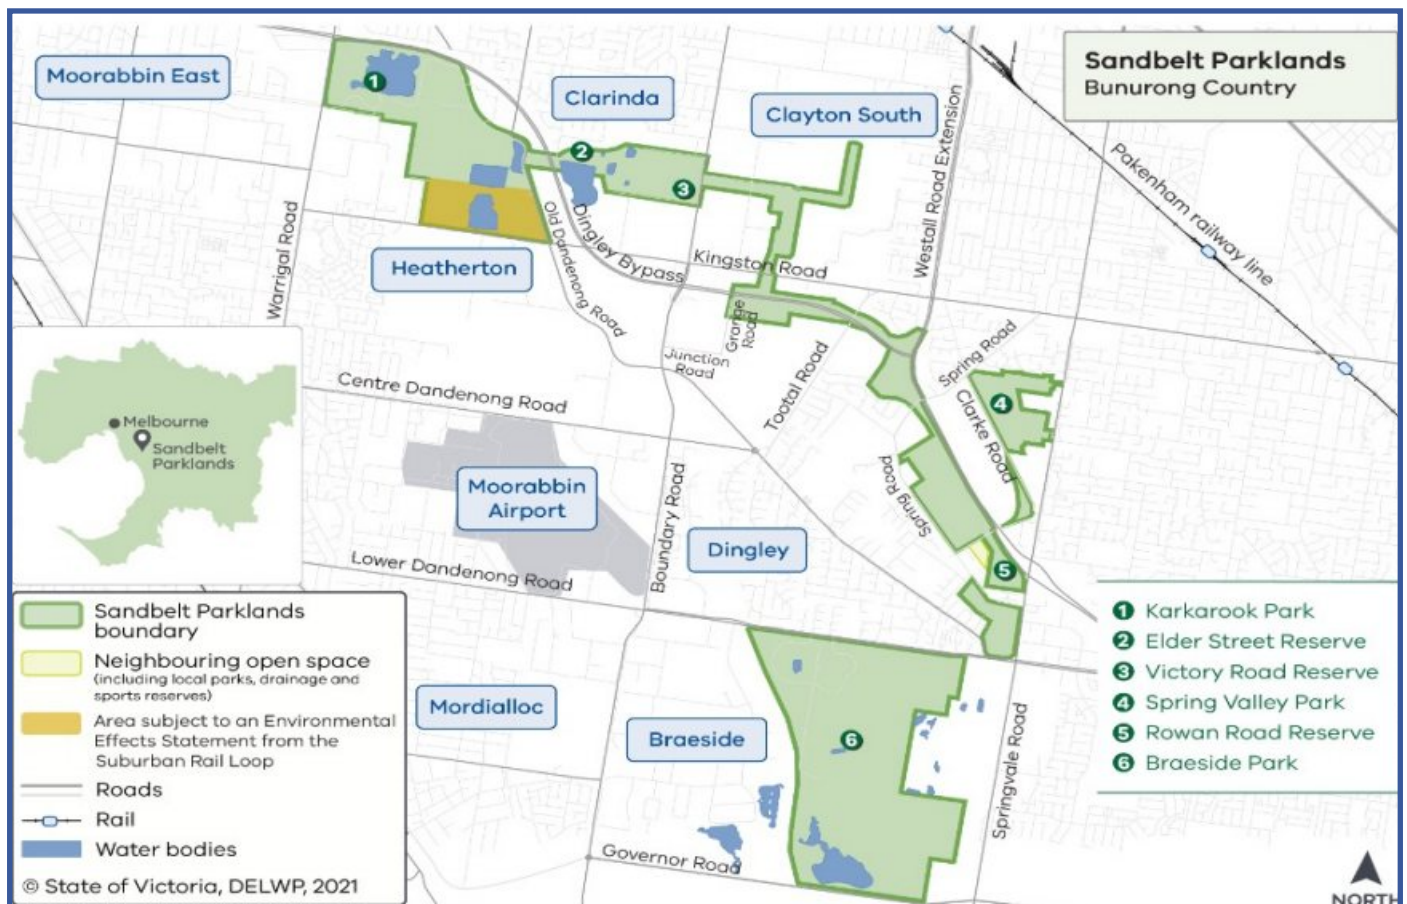 Sandbelt Parklands
Bunurong Country
Moorabbin East
Clarinda
Clayton South
Heatherton
Moorabbin
Airport
Dingley
Mordialloc
Braeside
1
2
3
4
5
6
Warrigal Road
Old Dandenong Road
Dingley Bypass
Kingston Road
Westall Road Extension
Pakenham railway line
Grange
Road
Junction
Road
Tootal Road
Spring Road
Clarke Road
Spring Road
Centre Dandenong Road
Boundary Road
Lower Dandenong Road
Springvale Road
Governor Road
Melbourne
Sandbelt
Parklands
Sandbelt Parklands
boundary
Neighbouring open space
(including local parks, drainage and
sports reserves)
Area subject to an Environmental
Effects Statement from the
Suburban Rail Loop
Roads
Rail
Water bodies
© State of Victoria, DELWP, 2021
1 Karkarook Park
2 Elder Street Reserve
3 Victory Road Reserve
4 Spring Valley Park
5 Rowan Road Reserve
6 Braeside Park
NORTH